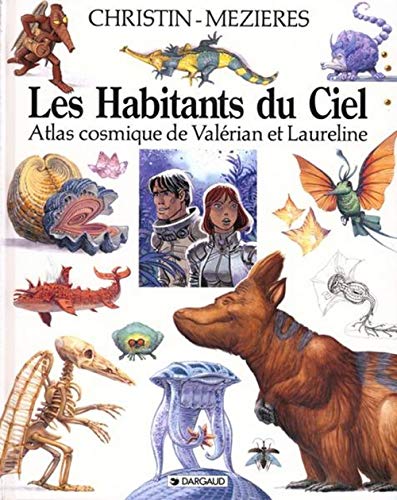 CHRISTIN - MEZIERES
Les Habitants du Ciel
Atlas cosmique de Valérian et Laureline
DARGAUD